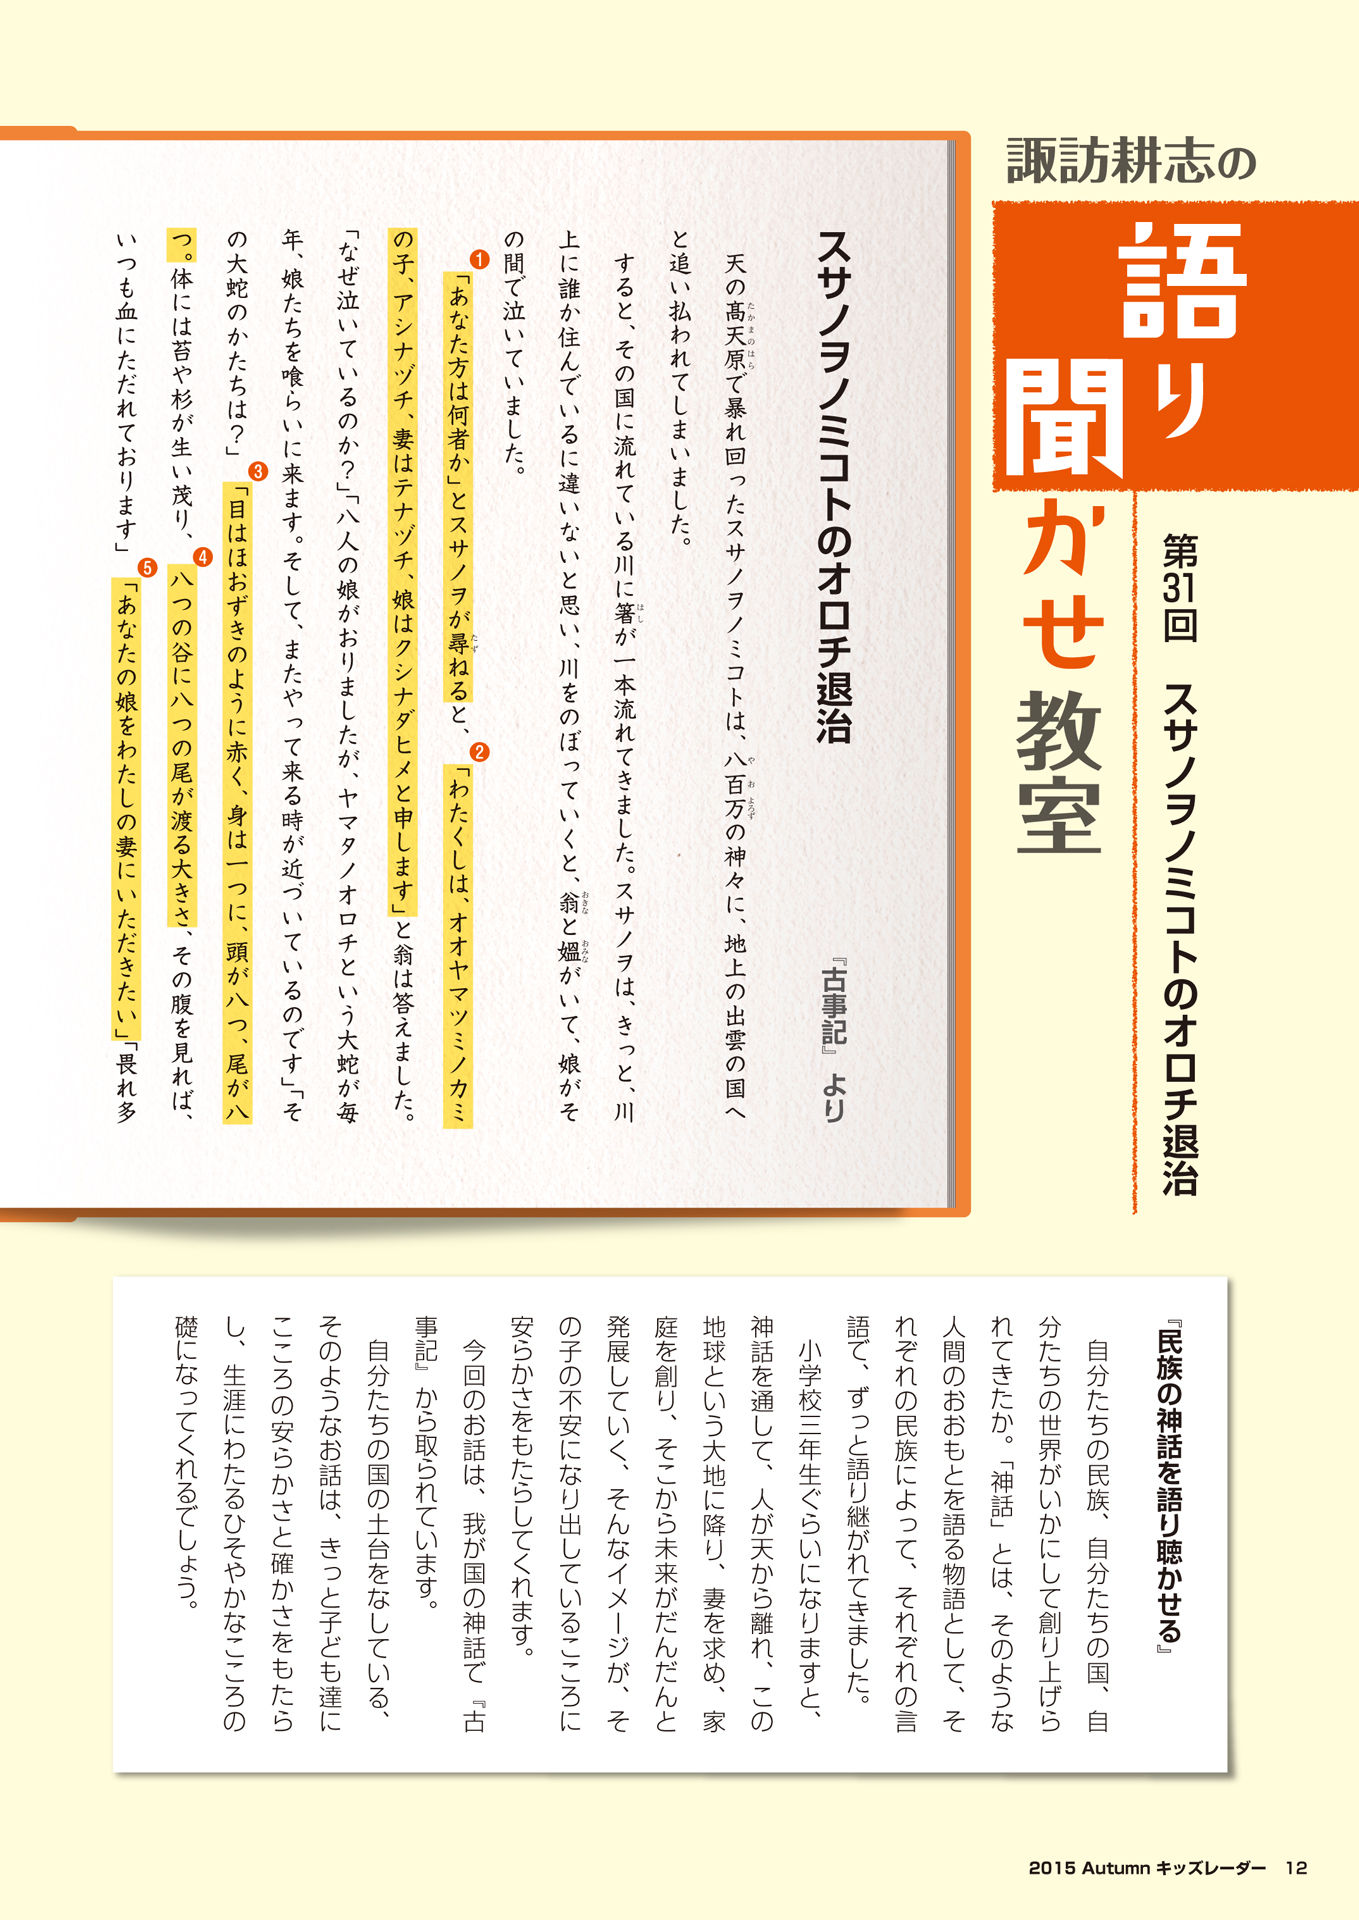 諏訪耕志の
語り
聞かせ教室
第31回 スサノヲノミコトのオロチ退治
スサノヲノミコトのオロチ退治 『古事記』より
天の髙天原で暴れ回ったスサノヲノミコトは、八百万の神々に、地上の出雲の国へ
たかまのはら
や お よろず
と追い払われてしまいました。
すると、その国に流れている川に箸が一本流れてきました。スサノヲは、きっと、川
はし
上に誰か住んでいるに違いないと思い、川をのぼっていくと、翁と媼がいて、娘がそ
おきな
おみな
の間で泣いていました。
❶「あなた方は何者か」とスサノヲが尋ねると、❷「わたくしは、オオヤマツミノカミ
たず
の子、アシナヅチ、妻はテナヅチ、娘はクシナダヒメと申します」と翁は答えました。
「なぜ泣いているのか?」「八人の娘がおりましたが、ヤマタノオロチという大蛇が毎
年、娘たちを喰らいに来ます。そして、またやって来る時が近づいているのです」「そ
の大蛇のかたちは?」❸「目はほおずきのように赤く、身は一つに、頭が八つ、尾が八
つ。体には苔や杉が生い茂り、❹八つの谷に八つの尾が渡る大きさ、その腹を見れば、
いつも血にただれております」❺「あなたの娘をわたしの妻にいただきたい」「畏れ多
『民族の神話を語り聴かせる』
自分たちの民族、自分たちの国、自
分たちの世界がいかにして創り上げら
れてきたか。「神話」とは、そのような
人間のおおもとを語る物語として、そ
れぞれの民族によって、それぞれの言
語で、ずっと語り継がれてきました。
小学校三年生ぐらいになりますと、
神話を通して、人が天から離れ、この
地球という大地に降り、妻を求め、家
庭を創り、そこから未来がだんだんと
発展していく、そんなイメージが、そ
の子の不安になり出しているこころに
安らかさをもたらしてくれます。
今回のお話は、我が国の神話で『古
事記』から取られています。
自分たちの国の土台をなしている、
そのようなお話は、きっと子ども達に
こころの安らかさと確かさをもたら
し、生涯にわたるひそやかなこころの
礎になってくれるでしょう。
2015 Autumn キッズレーダー 12